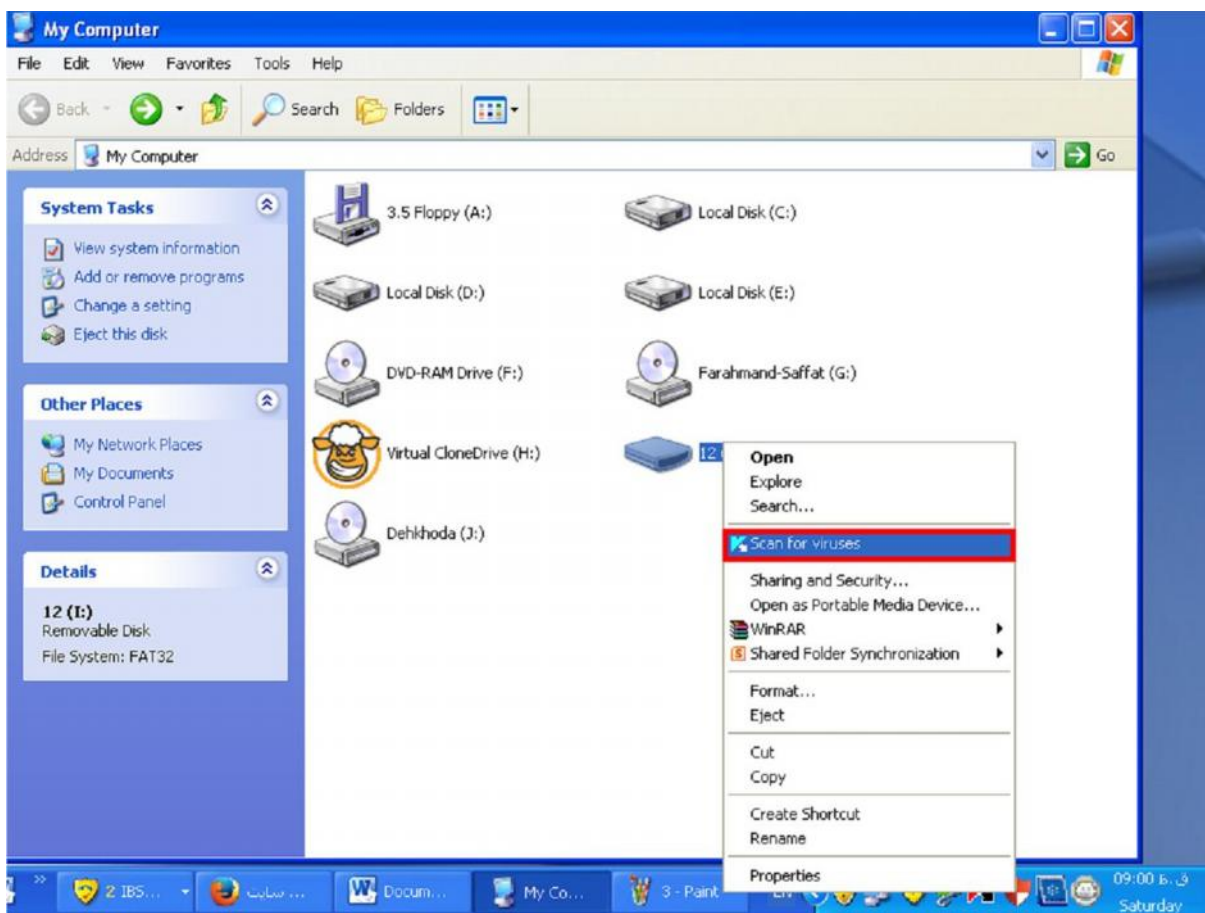 My Computer
File Edit View Favorites Tools Help
Back Search Folders
Address My Computer Go
System Tasks
View system information
Add or remove programs
Change a setting
Eject this disk
Other Places
My Network Places
My Documents
Control Panel
Details
12 (I:)
Removable Disk
File System: FAT32
3.5 Floppy (A:)
Local Disk (C:)
Local Disk (D:)
Local Disk (E:)
DVD-RAM Drive (F:)
Farahmand-Saffat (G:)
Virtual CloneDrive (H:)
12
Dehkhoda (J:)
Open
Explore
Search...
Scan for viruses
Sharing and Security...
Open as Portable Media Device...
WinRAR
Shared Folder Synchronization
Format...
Eject
Cut
Copy
Create Shortcut
Rename
Properties
2 IBS...
سایت ...
Docum...
My Co...
3 - Paint
EN
09:00 ق.ظ
Saturday